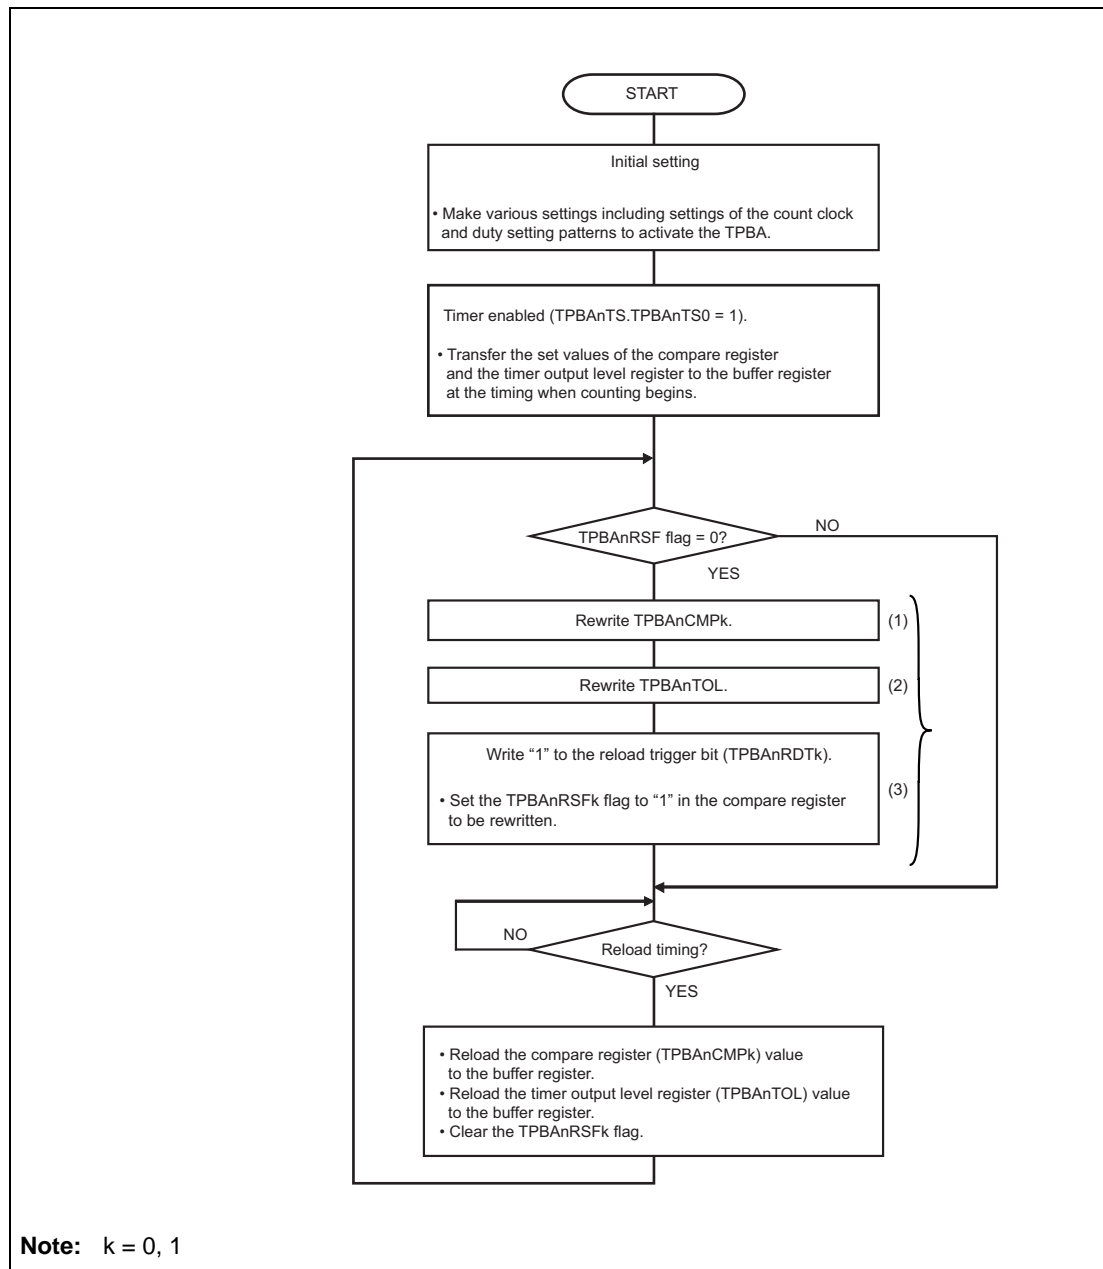 START
Initial setting
• Make various settings including settings of the count clock
and duty setting patterns to activate the TPBA.
Timer enabled (TPBAnTS.TPBAnTS0 = 1).
• Transfer the set values of the compare register
and the timer output level register to the buffer register
at the timing when counting begins.
TPBAnRSF flag = 0?
NO
YES
Rewrite TPBAnCMPk.
(1)
Rewrite TPBAnTOL.
(2)
Write “1” to the reload trigger bit (TPBAnRDTk).
• Set the TPBAnRSFk flag to “1” in the compare register
to be rewritten.
(3)
NO
Reload timing?
YES
• Reload the compare register (TPBAnCMPk) value
to the buffer register.
• Reload the timer output level register (TPBAnTOL) value
to the buffer register.
• Clear the TPBAnRSFk flag.
Note: k = 0, 1